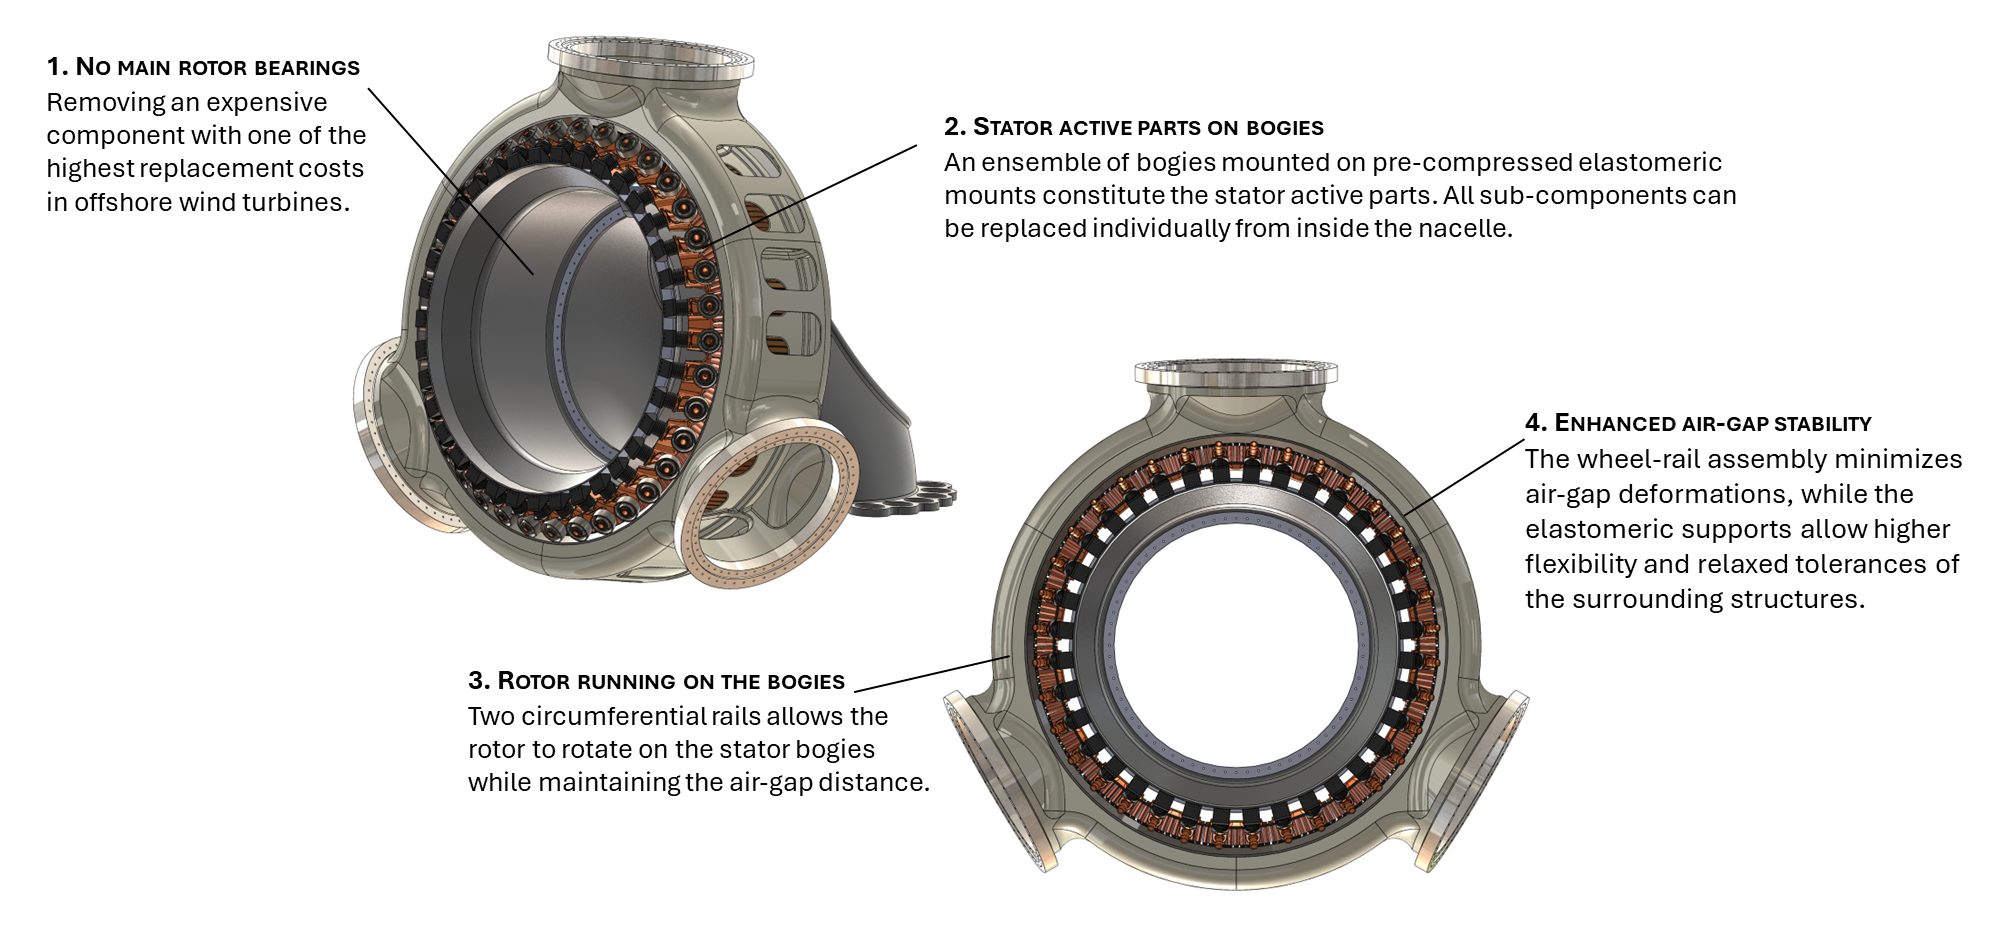 1. No main rotor bearings
Removing an expensive
component with one of the
highest replacement costs
in offshore wind turbines.
2. Stator active parts on bogies
An ensemble of bogies mounted on pre-compressed elastomeric
mounts constitute the stator active parts. All sub-components can
be replaced individually from inside the nacelle.
4. Enhanced air-gap stability
The wheel-rail assembly minimizes
air-gap deformations, while the
elastomeric supports allow higher
flexibility and relaxed tolerances of
the surrounding structures.
3. Rotor running on the bogies
Two circumferential rails allows the
rotor to rotate on the stator bogies
while maintaining the air-gap distance.